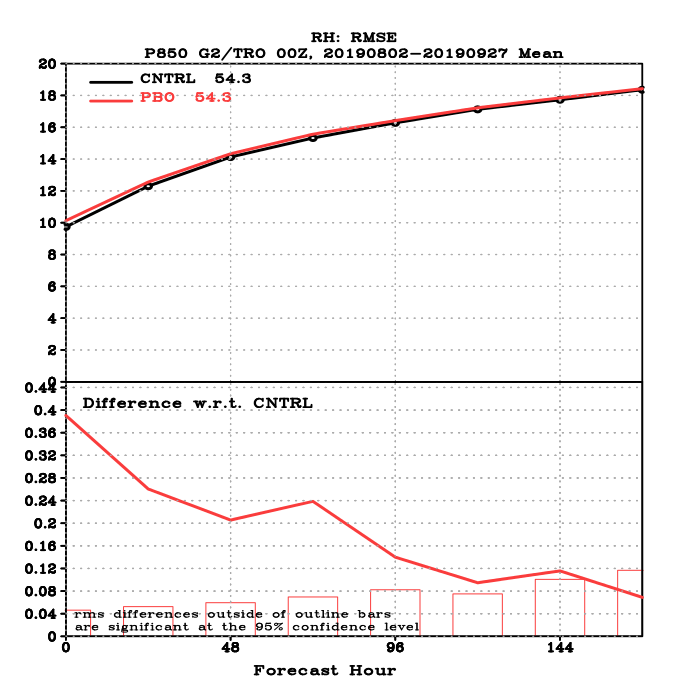 RH: RMSE
P850 G2/TRO 00Z, 20190802−20190927 Mean
20
CNTRL 54.3
PBO 54.3
18
16
14
12
10
8
6
4
2
0
0.44
Difference w.r.t. CNTRL
0.4
0.36
0.32
0.28
0.24
0.2
0.16
0.12
0.08
0.04
rms differences outside of outline bars
are significant at the 95% confidence level
0
0 48 96 144
Forecast Hour